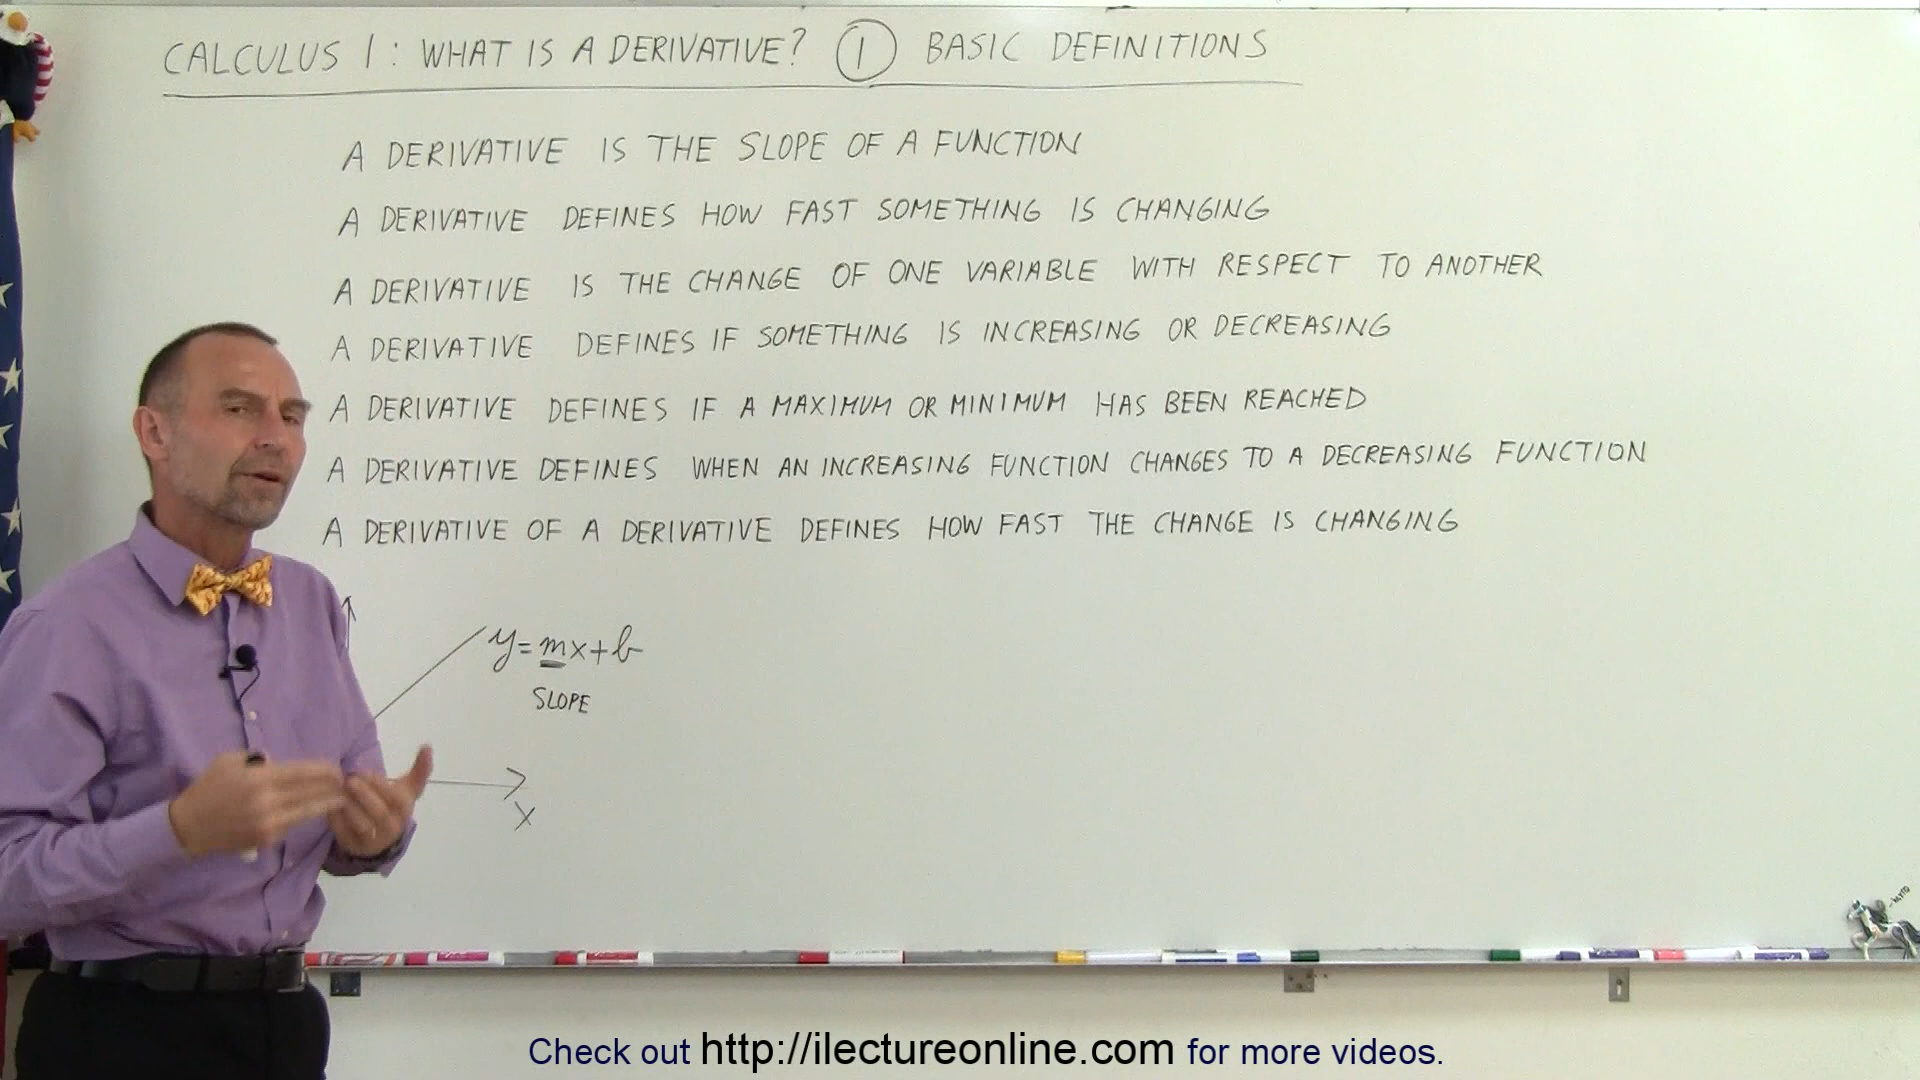 CALCULUS 1: WHAT IS A DERIVATIVE? 1 BASIC DEFINITIONS
A DERIVATIVE IS THE SLOPE OF A FUNCTION
A DERIVATIVE DEFINES HOW FAST SOMETHING IS CHANGING
A DERIVATIVE IS THE CHANGE OF ONE VARIABLE WITH RESPECT TO ANOTHER
A DERIVATIVE DEFINES IF SOMETHING IS INCREASING OR DECREASING
A DERIVATIVE DEFINES IF A MAXIMUM OR MINIMUM HAS BEEN REACHED
A DERIVATIVE DEFINES WHEN AN INCREASING FUNCTION CHANGES TO A DECREASING FUNCTION
A DERIVATIVE OF A DERIVATIVE DEFINES HOW FAST THE CHANGE IS CHANGING
y=mx+b
SLOPE
X
Check out http://ilectureonline.com for more videos.